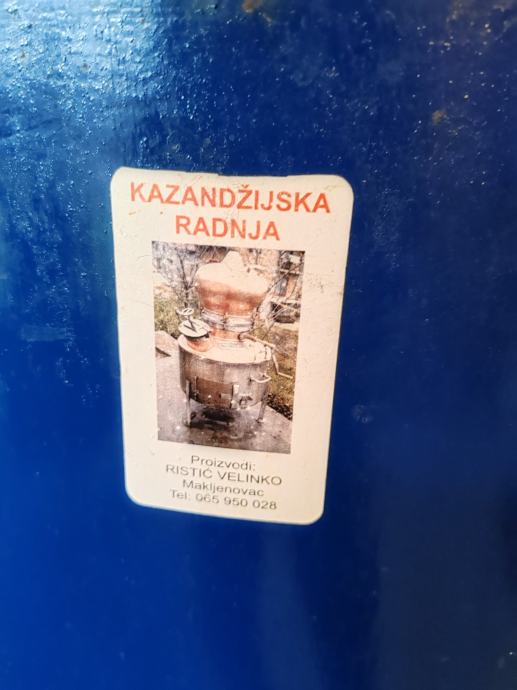 KAZANDŽIJSKA
RADNJA
Proizvodi:
RISTIĆ VELINKO
Makljenovac
Tel: 065 950 028